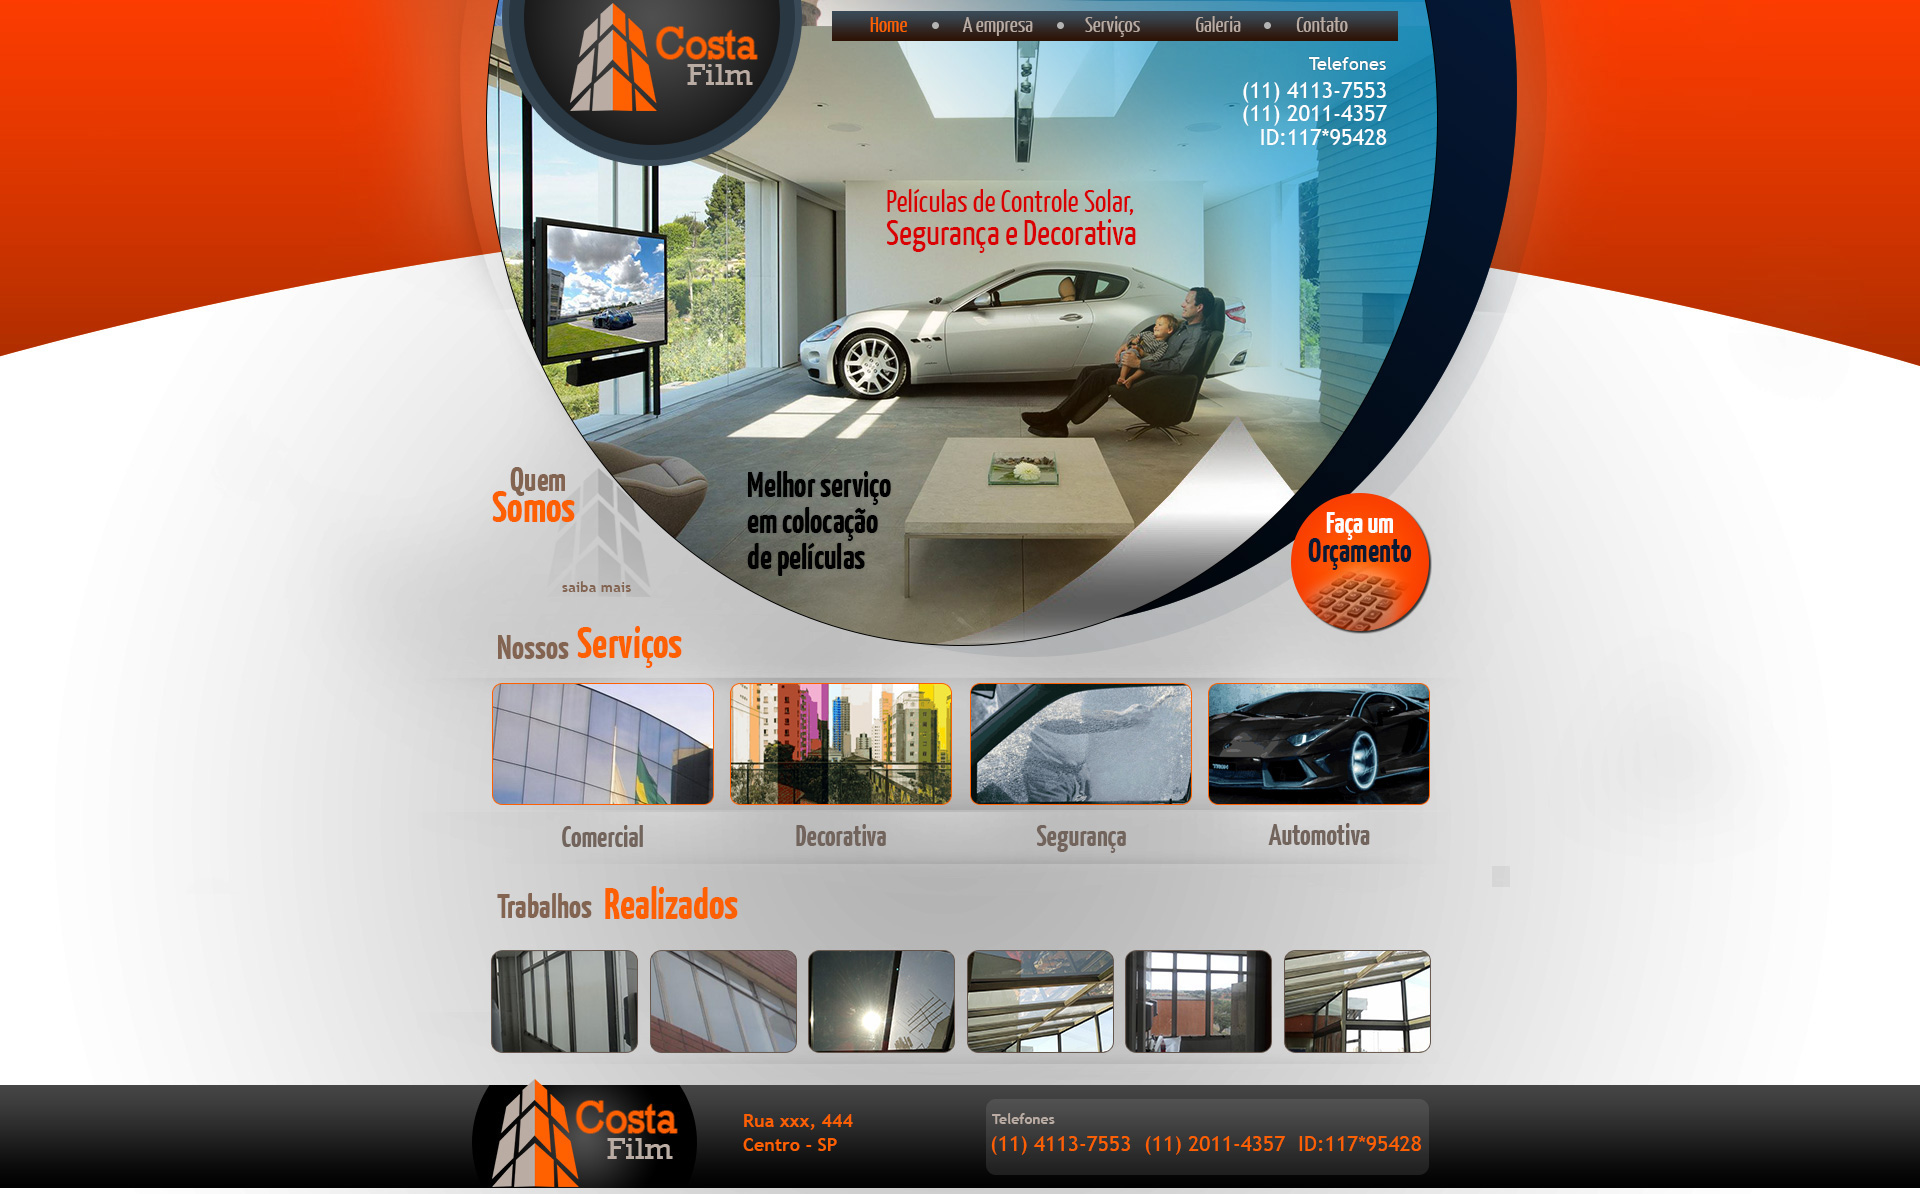 Costa
Film
Home
A empresa
Serviços
Galeria
Contato
Telefones
(11) 4113-7553
(11) 2011-4357
ID:117*95428
Películas de Controle Solar,
Segurança e Decorativa
Melhor serviço
em colocação
de películas
Quem
Somos
saiba mais
Faça um
Orçamento
Nossos Serviços
Comercial
Decorativa
Segurança
Automotiva
Trabalhos Realizados
Costa
Film
Rua xxx, 444
Centro - SP
Telefones
(11) 4113-7553 (11) 2011-4357 ID:117*95428